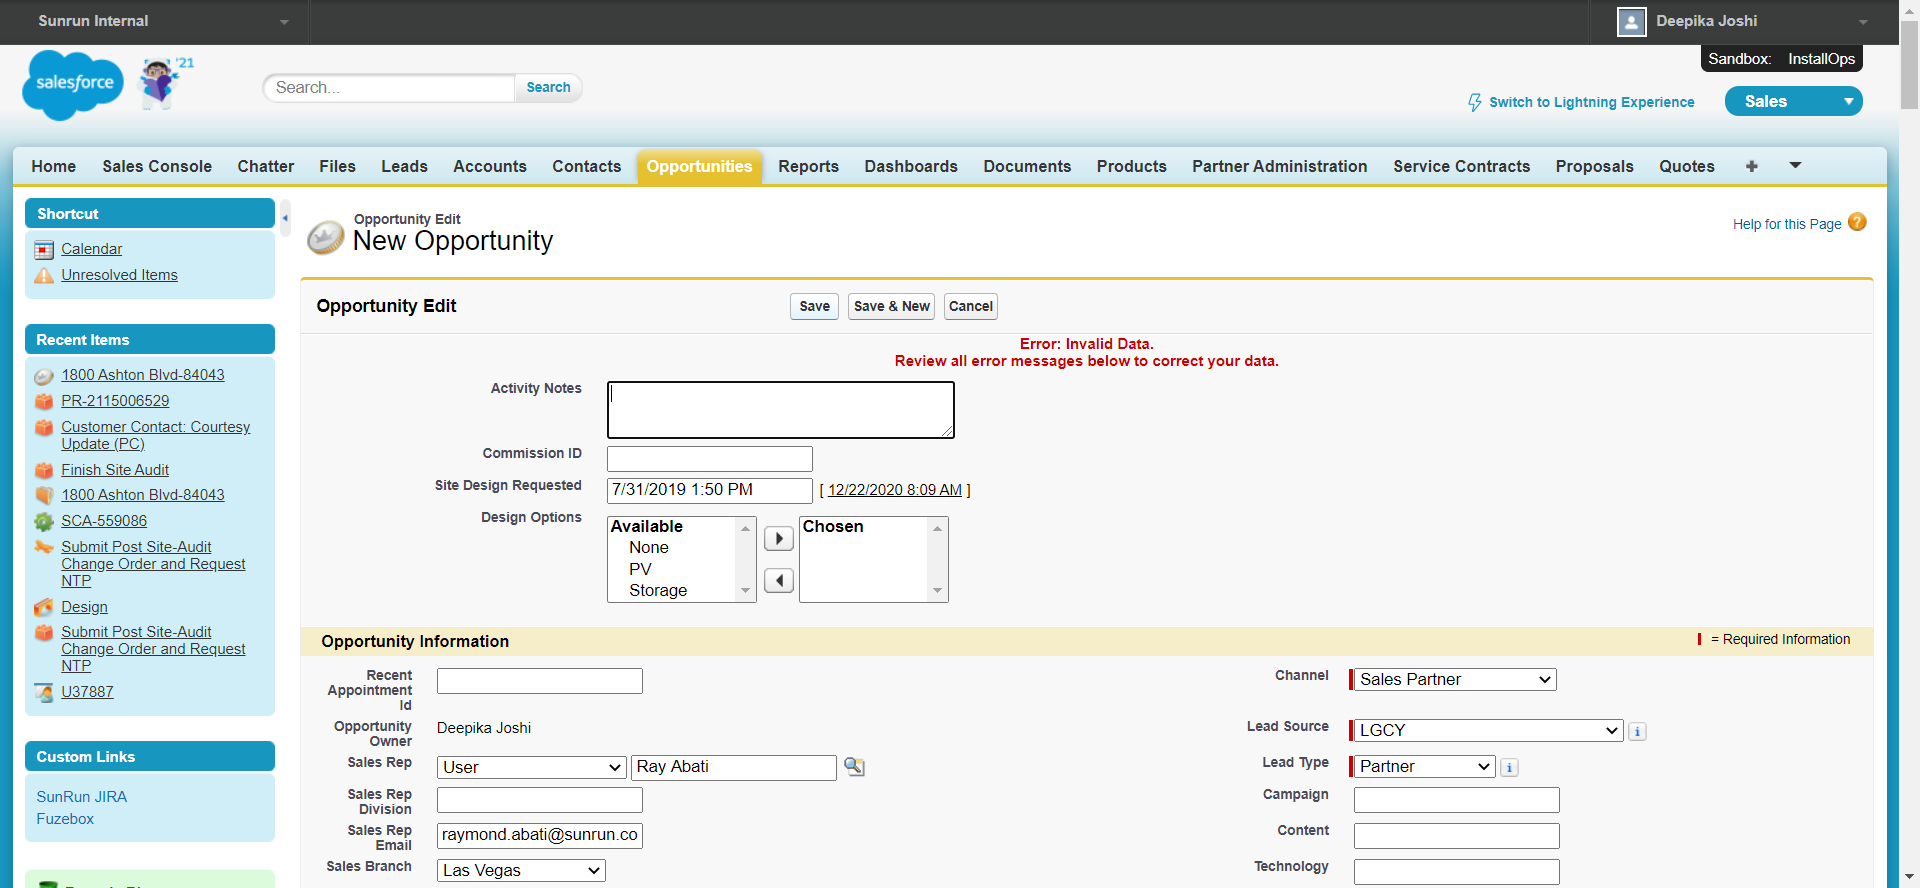 Sunrun Internal
Deepika Joshi
Sandbox: InstallOps
salesforce
'21
Search...
Search
Switch to Lightning Experience
Sales
Home Sales Console Chatter Files Leads Accounts Contacts Opportunities Reports Dashboards Documents Products Partner Administration Service Contracts Proposals Quotes +
Shortcut
Calendar
Unresolved Items
Recent Items
1800 Ashton Blvd-84043
PR-2115006529
Customer Contact: Courtesy
Update (PC)
Finish Site Audit
1800 Ashton Blvd-84043
SCA-559086
Submit Post Site-Audit
Change Order and Request
NTP
Design
Submit Post Site-Audit
Change Order and Request
NTP
U37887
Custom Links
SunRun JIRA
Fuzebox
Opportunity Edit
New Opportunity
Help for this Page ?
Opportunity Edit
Save
Save & New
Cancel
Error: Invalid Data.
Review all error messages below to correct your data.
Activity Notes
Commission ID
Site Design Requested
7/31/2019 1:50 PM
[ 12/22/2020 8:09 AM ]
Design Options
Available
None
PV
Storage
Chosen
Opportunity Information
= Required Information
Recent
Appointment
Id
Channel
Sales Partner
Opportunity
Owner
Deepika Joshi
Lead Source
LGCY
i
Sales Rep
User
Ray Abati
Lead Type
Partner
i
Sales Rep
Division
Campaign
Sales Rep
Email
raymond.abati@sunrun.co
Content
Sales Branch
Las Vegas
Technology